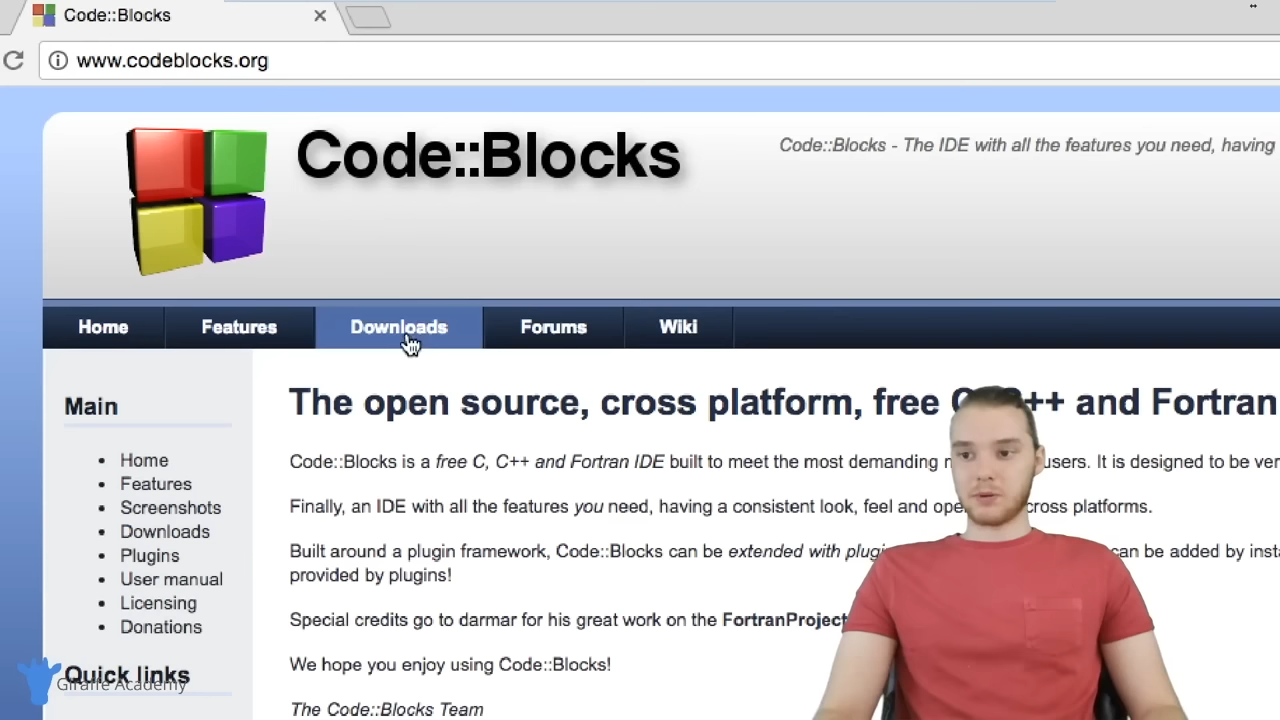 Code::Blocks
www.codeblocks.org
Code::Blocks
Code::Blocks - The IDE with all the features you need, having
Home Features Downloads Forums Wiki
Main
Home
Features
Screenshots
Downloads
Plugins
User manual
Licensing
Donations
Quick links
Giraffe Academy
The open source, cross platform, free C, C++ and Fortran
Code::Blocks is a free C, C++ and Fortran IDE built to meet the most demanding users. It is designed to be ver
Finally, an IDE with all the features you need, having a consistent look, feel and ope cross platforms.
Built around a plugin framework, Code::Blocks can be extended with plugi can be added by insta
provided by plugins!
Special credits go to darmar for his great work on the FortranProject
We hope you enjoy using Code::Blocks!
The Code::Blocks Team